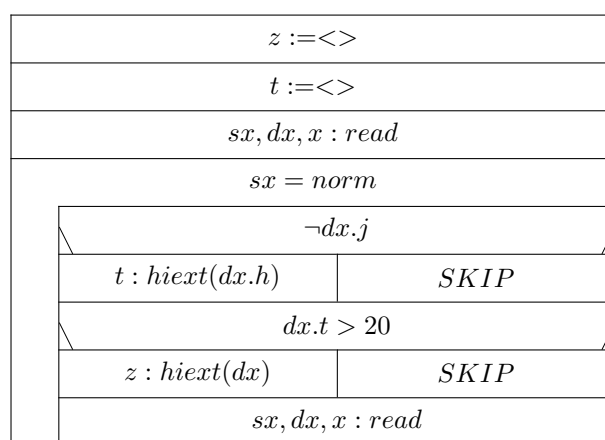 z :=<>
t :=<>
sx, dx, x : read
sx = norm
¬dx.j
t : hiext(dx.h) SKIP
dx.t > 20
z : hiext(dx) SKIP
sx, dx, x : read